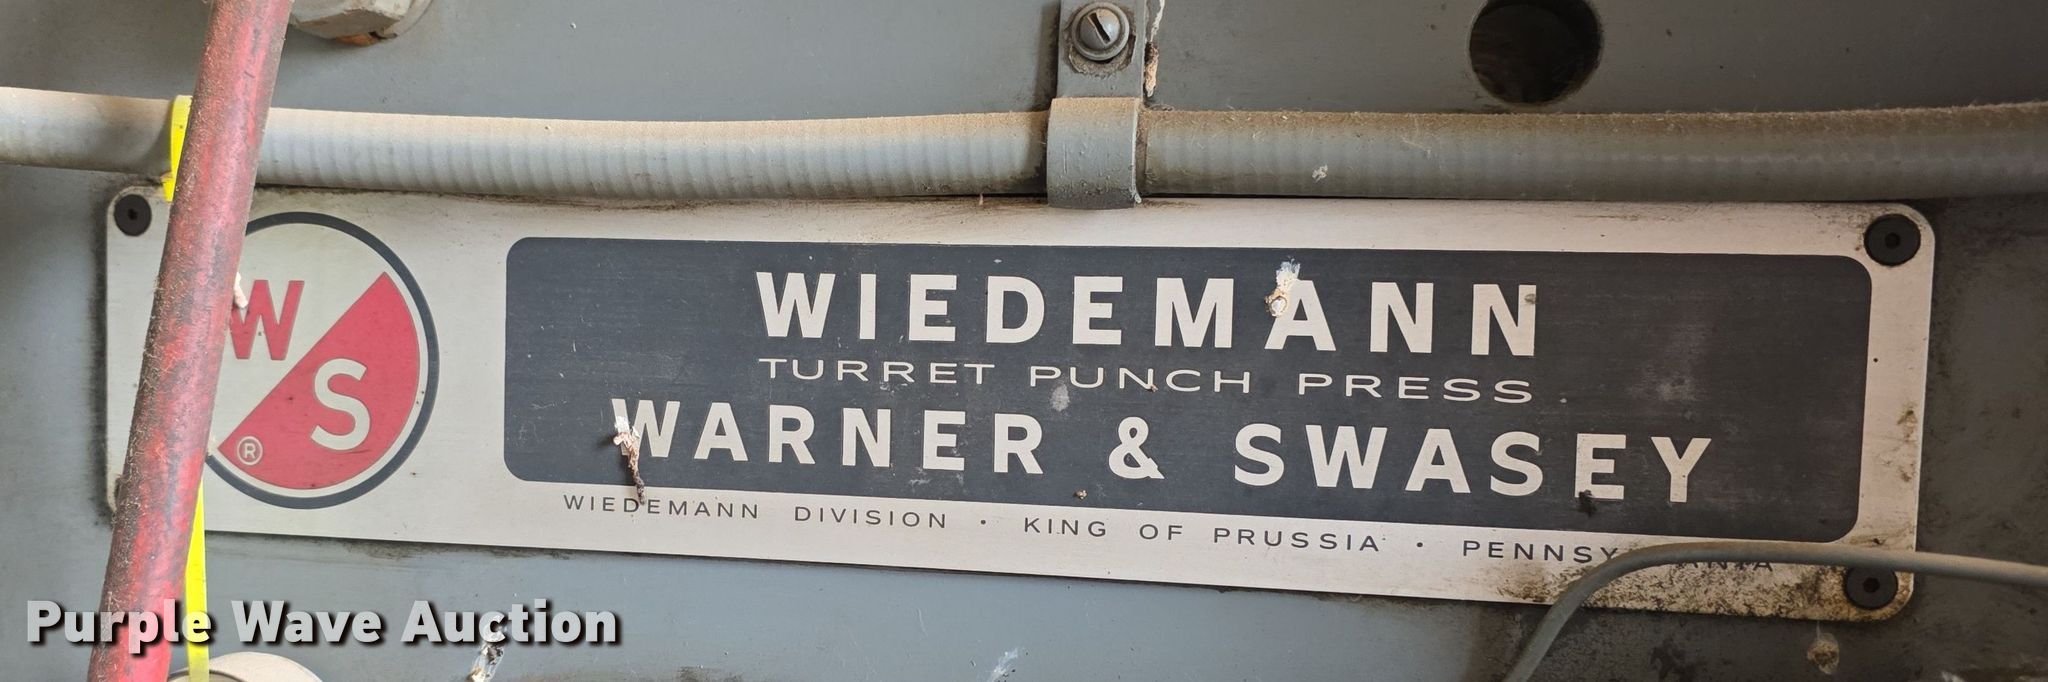 W
S
®
WIEDEMANN
TURRET PUNCH PRESS
WARNER & SWASEY
WIEDEMANN DIVISION • KING OF PRUSSIA •
Purple Wave Auction